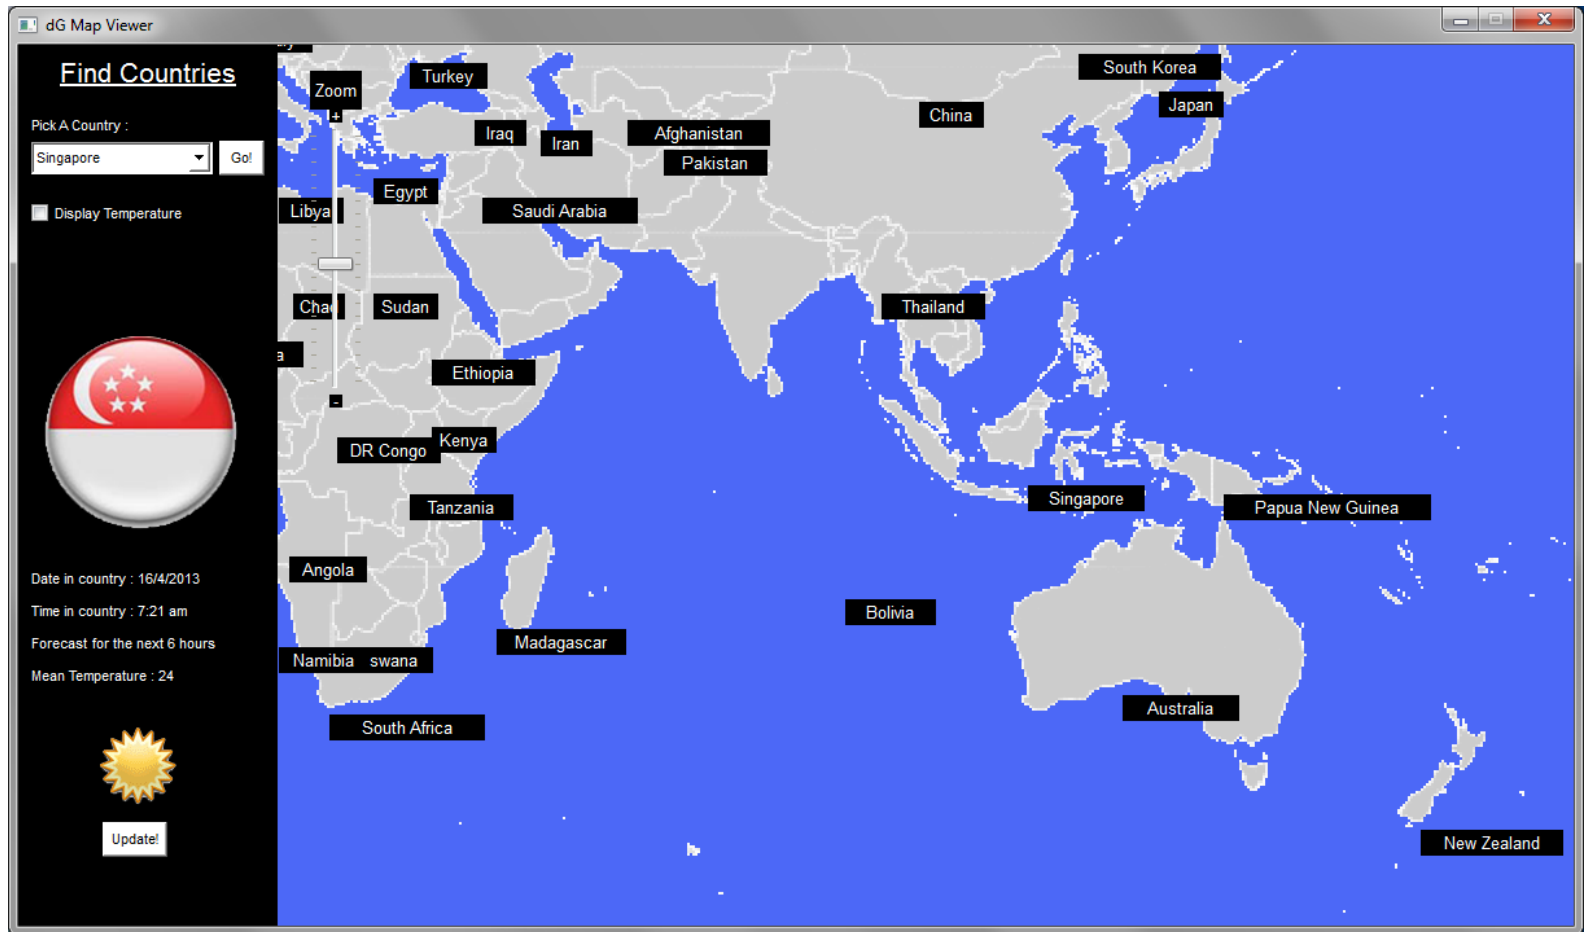 dG Map Viewer
Find Countries
Pick A Country :
Singapore
Go!
Display Temperature
Date in country : 16/4/2013
Time in country : 7:21 am
Forecast for the next 6 hours
Mean Temperature : 24
Update!
Zoom
+
-
Turkey
South Korea
Japan
China
Iraq
Iran
Afghanistan
Pakistan
Egypt
Libya
Saudi Arabia
Chad
Sudan
Thailand
a
Ethiopia
Kenya
DR Congo
Tanzania
Singapore
Papua New Guinea
Angola
Bolivia
Madagascar
Namibia
swana
Australia
South Africa
New Zealand